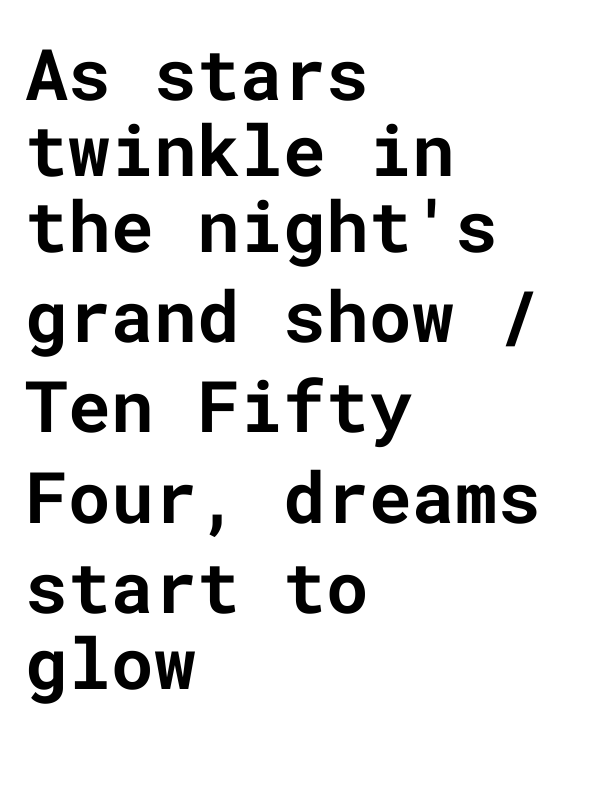 As stars
twinkle in
the night's
grand show /
Ten Fifty
Four, dreams
start to
glow